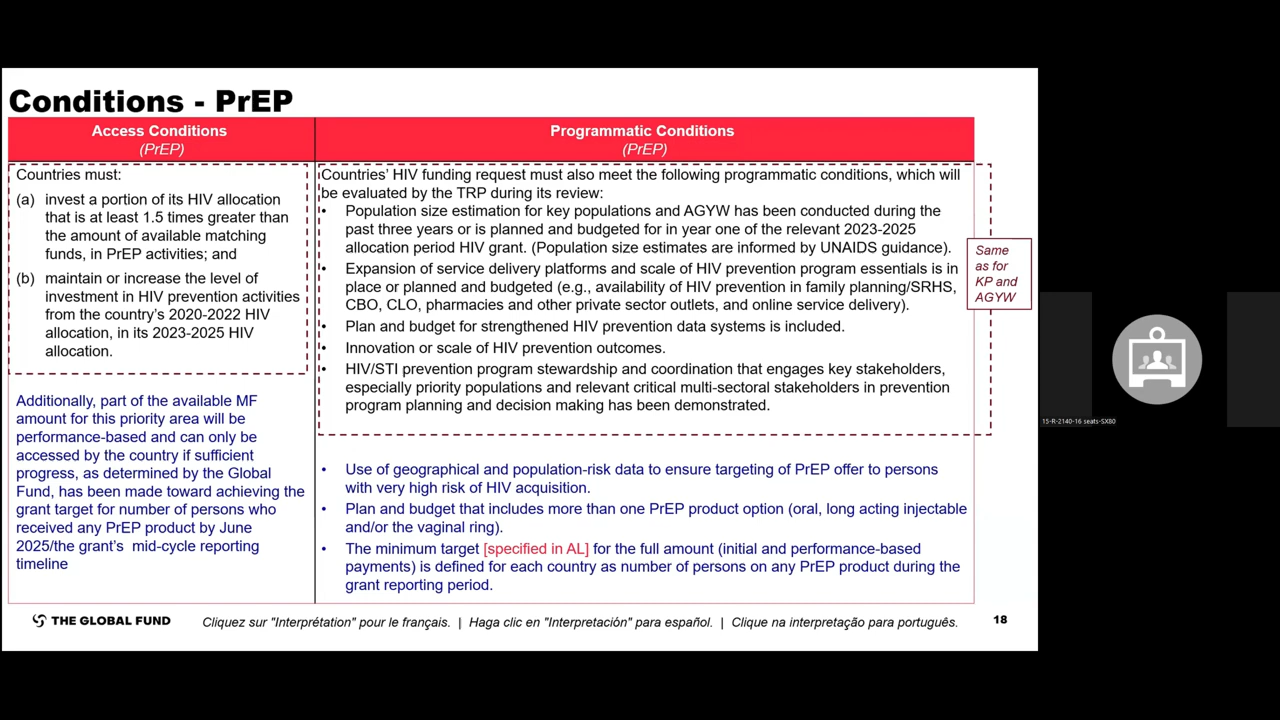 Conditions - PrEP
Access Conditions
(PrEP)
Programmatic Conditions
(PrEP)
Countries must:
(a) invest a portion of its HIV allocation
that is at least 1.5 times greater than
the amount of available matching
funds, in PrEP activities; and
(b) maintain or increase the level of
investment in HIV prevention activities
from the country's 2020-2022 HIV
allocation, in its 2023-2025 HIV
allocation.
Additionally, part of the available MF
amount for this priority area will be
performance-based and can only be
accessed by the country if sufficient
progress, as determined by the Global
Fund, has been made toward achieving the
grant target for number of persons who
received any PrEP product by June
2025/the grant's mid-cycle reporting
timeline
Countries' HIV funding request must also meet the following programmatic conditions, which will
be evaluated by the TRP during its review:
• Population size estimation for key populations and AGYW has been conducted during the
past three years or is planned and budgeted for in year one of the relevant 2023-2025
allocation period HIV grant. (Population size estimates are informed by UNAIDS guidance).
• Expansion of service delivery platforms and scale of HIV prevention program essentials is in
place or planned and budgeted (e.g., availability of HIV prevention in family planning/SRHS,
CBO, CLO, pharmacies and other private sector outlets, and online service delivery).
• Plan and budget for strengthened HIV prevention data systems is included.
• Innovation or scale of HIV prevention outcomes.
• HIV/STI prevention program stewardship and coordination that engages key stakeholders,
especially priority populations and relevant critical multi-sectoral stakeholders in prevention
program planning and decision making has been demonstrated.
• Use of geographical and population-risk data to ensure targeting of PrEP offer to persons
with very high risk of HIV acquisition.
• Plan and budget that includes more than one PrEP product option (oral, long acting injectable
and/or the vaginal ring).
• The minimum target [specified in AL] for the full amount (initial and performance-based
payments) is defined for each country as number of persons on any PrEP product during the
grant reporting period.
Same
as for
KP and
AGYW
THE GLOBAL FUND
Cliquez sur "Interprétation" pour le français. | Haga clic en "Interpretación" para español. | Clique na interpretação para português.
18
15-R-2140-16 seats-SX80